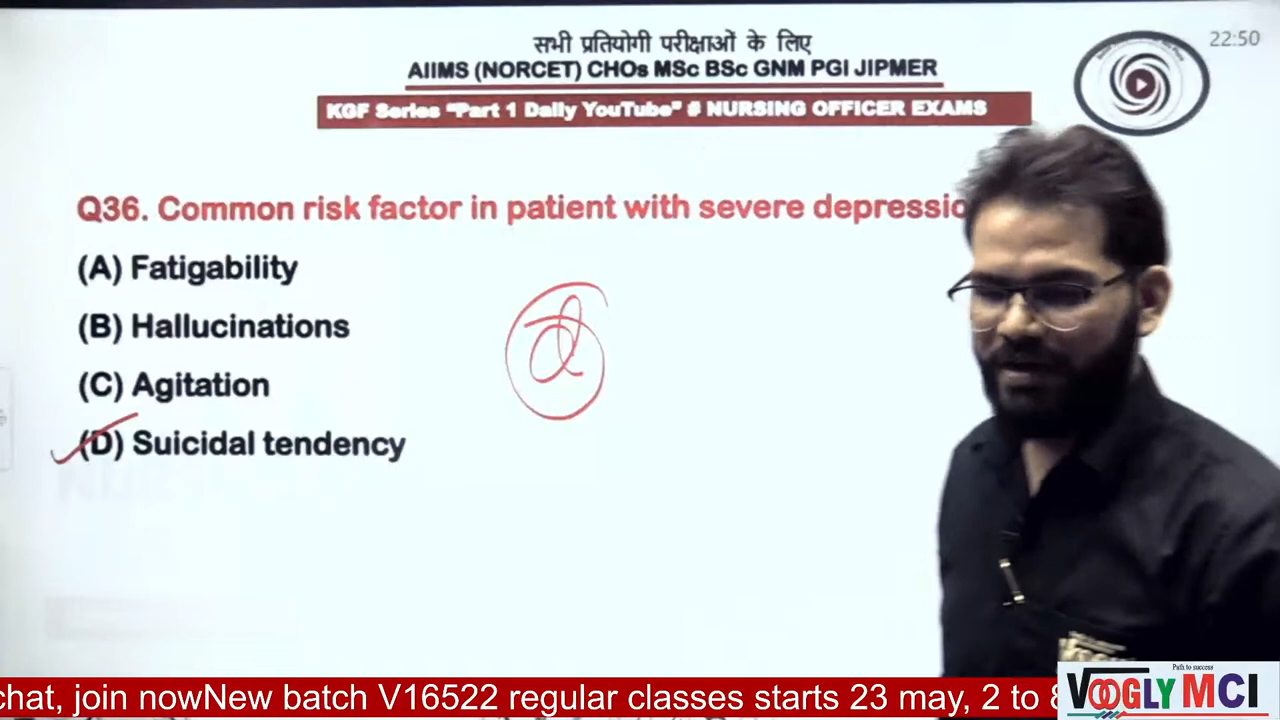 सभी प्रतियोगी परीक्षाओं के लिए
22:50
AIIMS (NORCET) CHOs MSc BSc GNM PGI JIPMER
KGF Series "Part 1 Daily YouTube" # NURSING OFFICER EXAMS
Q36. Common risk factor in patient with severe depressio
(A) Fatigability
(B) Hallucinations
(C) Agitation
(D) Suicidal tendency
d
Path to success
VOOGLY MCI
chat, join nowNew batch V16522 regular classes starts 23 may, 2 to 8